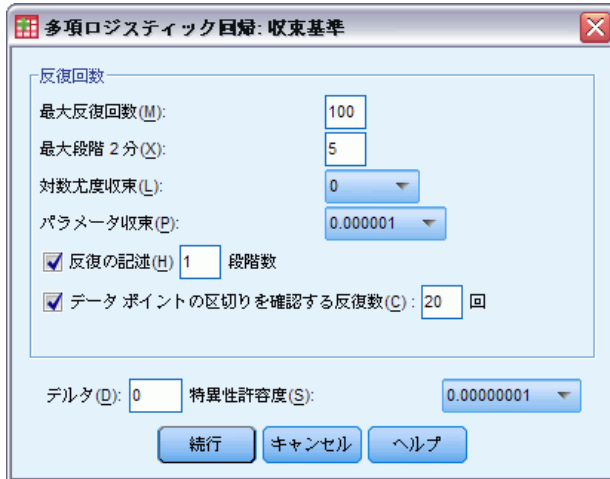 多項ロジスティック回帰: 収束基準
反復回数
最大反復回数(M): 100
最大段階 2 分(X): 5
対数尤度収束(L): 0
パラメータ収束(P): 0.000001
反復の記述(H) 1 段階数
データ ポイントの区切りを確認する反復数(C) : 20 回
デルタ(D): 0 特異性許容度(S): 0.00000001
続行 キャンセル ヘルプ